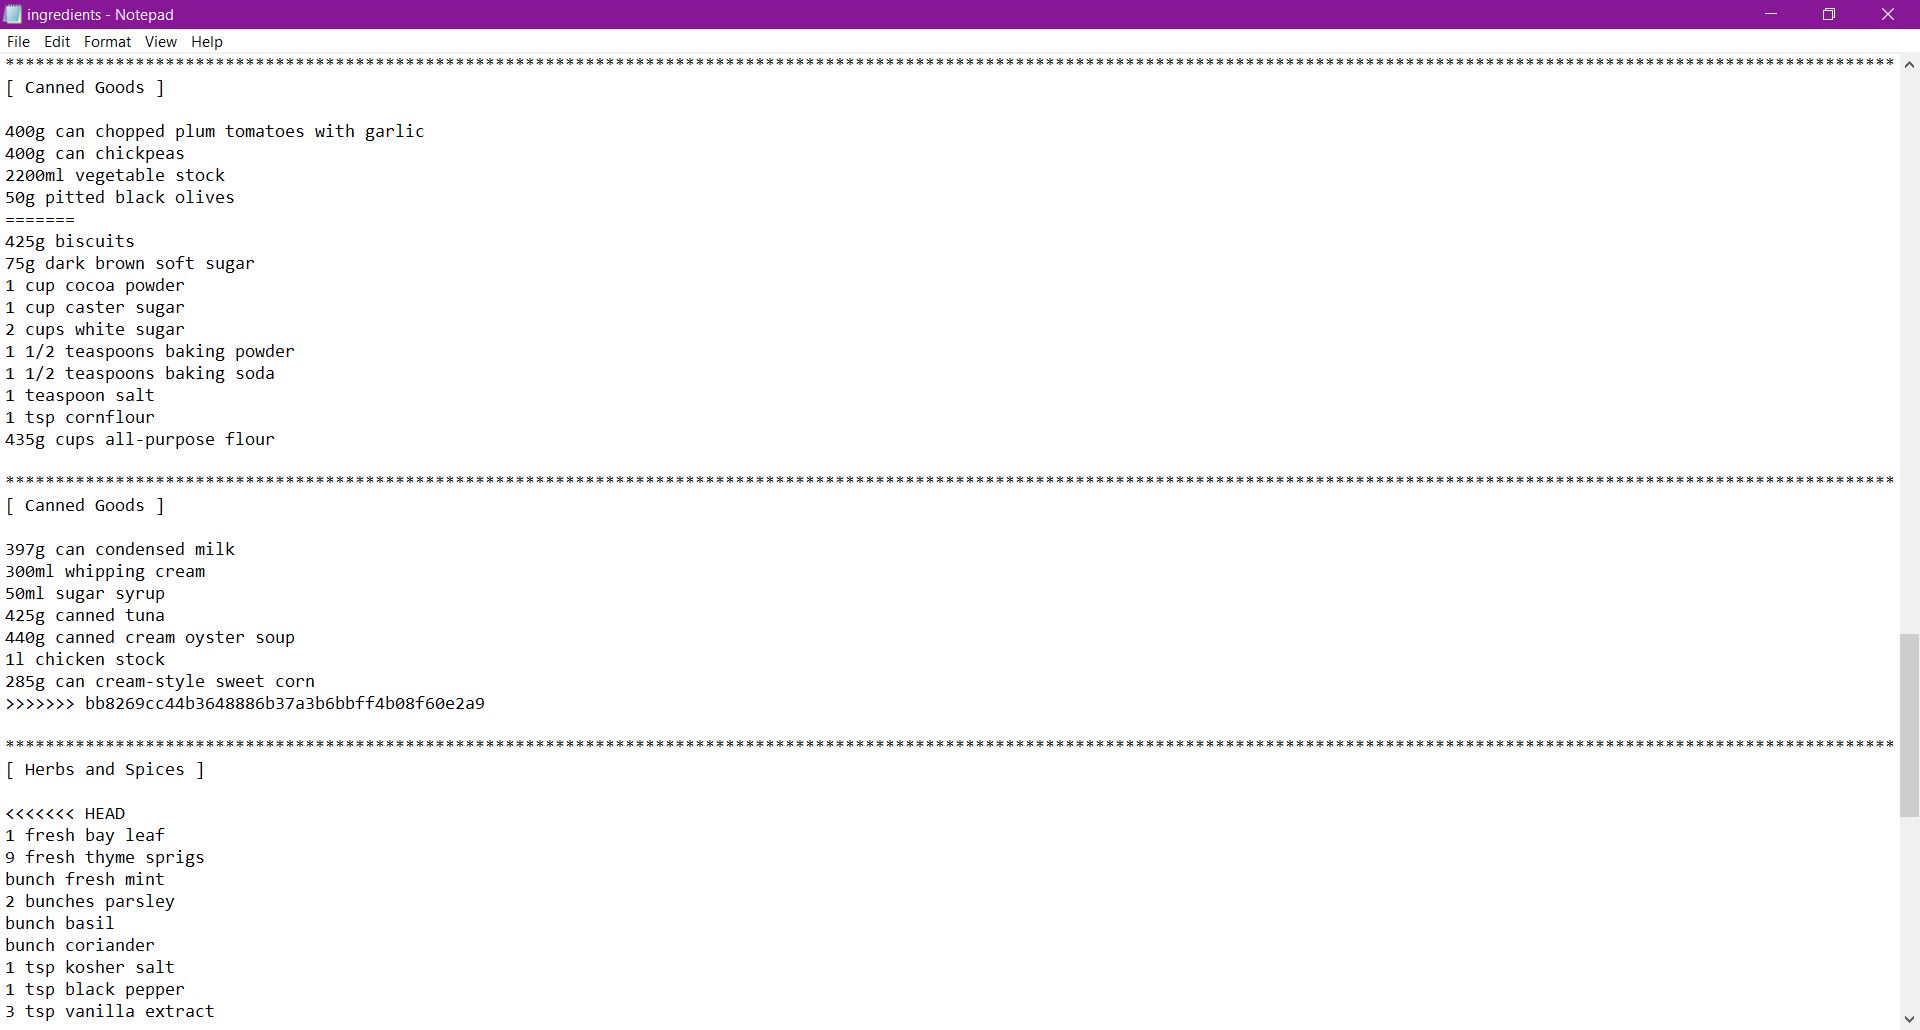 ingredients - Notepad
File Edit Format View Help
*********************************************************************************************************************************************************************************************
[ Canned Goods ]
400g can chopped plum tomatoes with garlic
400g can chickpeas
2200ml vegetable stock
50g pitted black olives
=======
425g biscuits
75g dark brown soft sugar
1 cup cocoa powder
1 cup caster sugar
2 cups white sugar
1 1/2 teaspoons baking powder
1 1/2 teaspoons baking soda
1 teaspoon salt
1 tsp cornflour
435g cups all-purpose flour
*********************************************************************************************************************************************************************************************
[ Canned Goods ]
397g can condensed milk
300ml whipping cream
50ml sugar syrup
425g canned tuna
440g canned cream oyster soup
1l chicken stock
285g can cream-style sweet corn
>>>>>>> bb8269cc44b3648886b37a3b6bbff4b08f60e2a9
*********************************************************************************************************************************************************************************************
[ Herbs and Spices ]
<<<<<<< HEAD
1 fresh bay leaf
9 fresh thyme sprigs
bunch fresh mint
2 bunches parsley
bunch basil
bunch coriander
1 tsp kosher salt
1 tsp black pepper
3 tsp vanilla extract